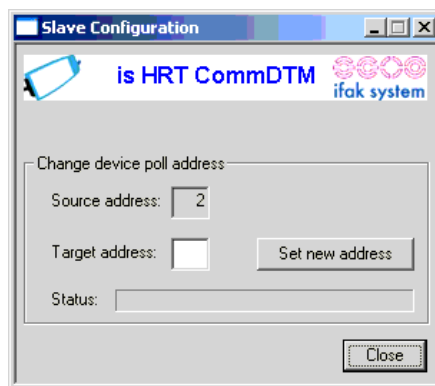 Slave Configuration
is HRT CommDTM
ifak system
Change device poll address
Source address: 2
Target address:
Set new address
Status:
Close